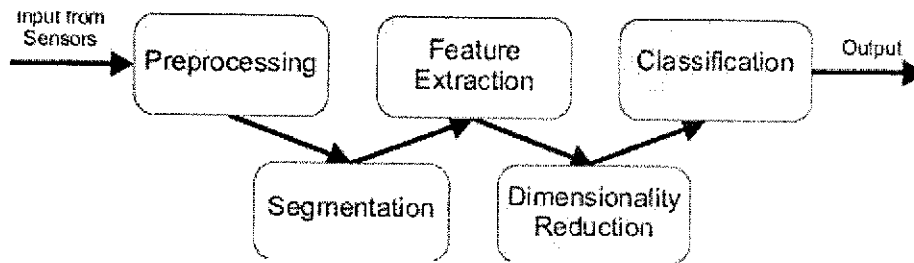 Input from
Sensors
Preprocessing
Segmentation
Feature
Extraction
Dimensionality
Reduction
Classification
Output